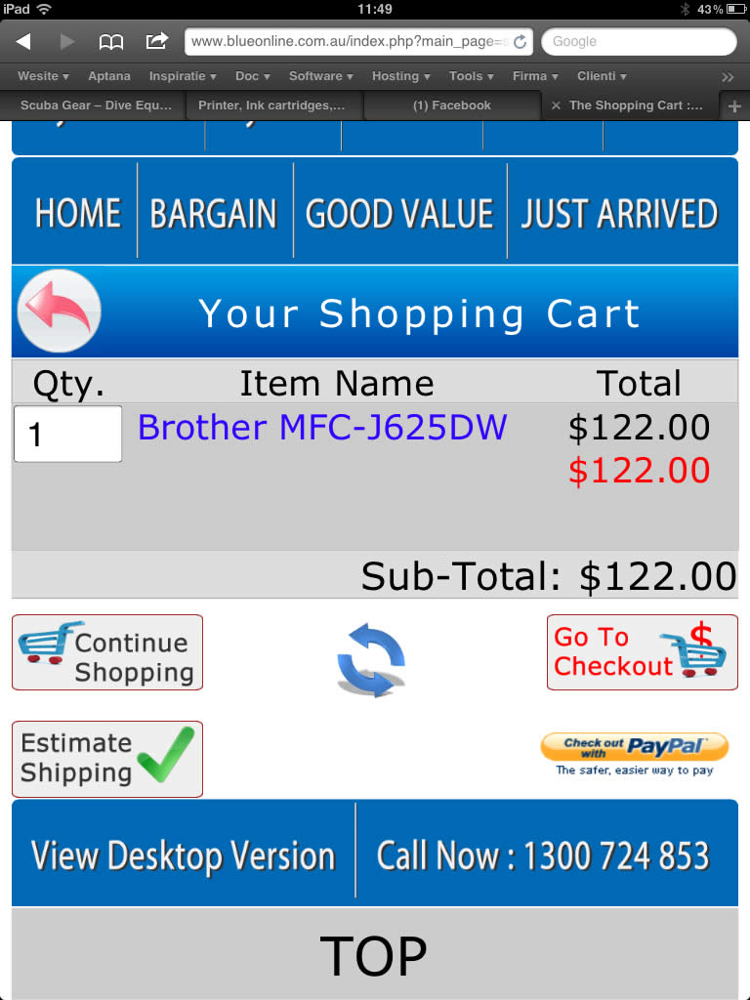 iPad 11:49 43%
www.blueonline.com.au/index.php?main_page= Google
Wesite Aptana Inspiratie Doc Software Hosting Tools Firma Clienti
Scuba Gear – Dive Equ... Printer, Ink cartridges,... (1) Facebook The Shopping Cart :...
HOME BARGAIN GOOD VALUE JUST ARRIVED
Your Shopping Cart
Qty. Item Name Total
1 Brother MFC-J625DW $122.00
$122.00
Sub-Total: $122.00
Continue
Shopping
Go To
Checkout
$
Estimate
Shipping
Check out
with PayPal
The safer, easier way to pay
View Desktop Version Call Now : 1300 724 853
TOP